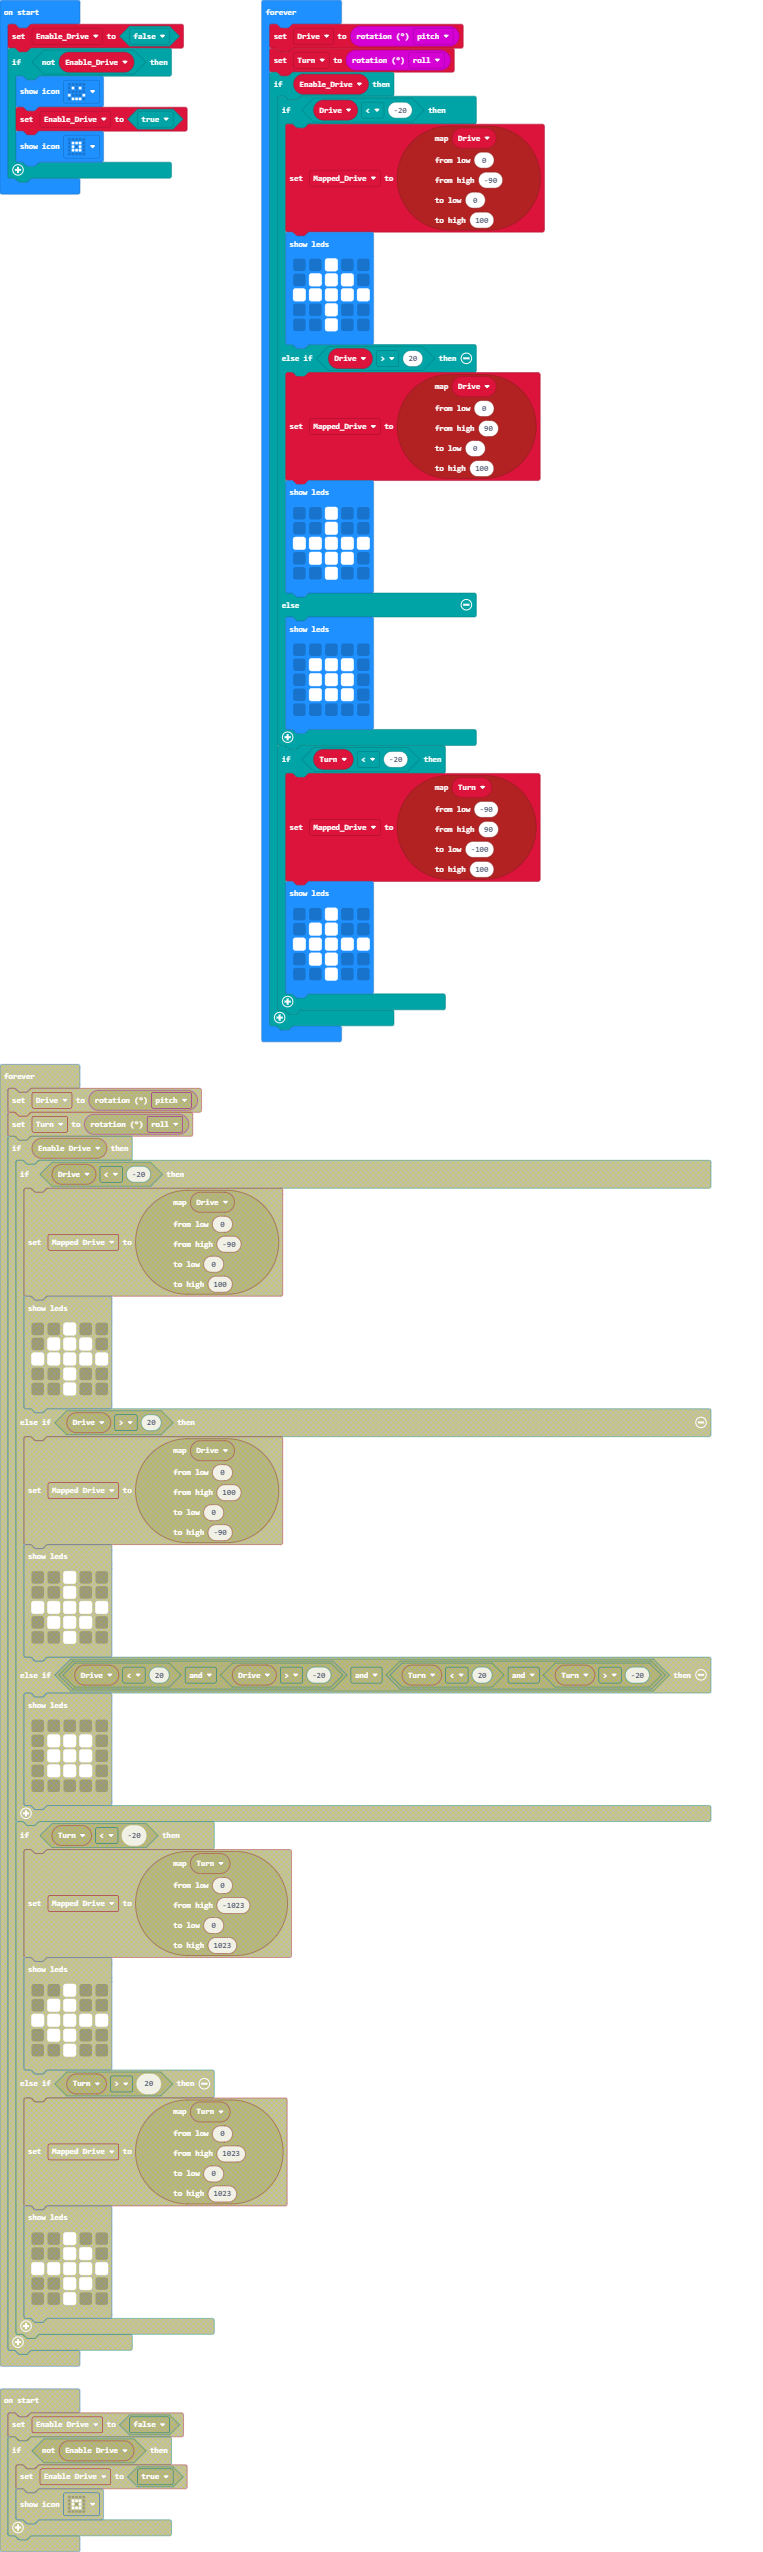 on start
set Enable_Drive to false
if not Enable_Drive then
show icon
set Enable_Drive to true
show icon
forever
set Drive to rotation (°) pitch
set Turn to rotation (°) roll
if Enable_Drive then
if Drive < -20 then
map Drive
from low 0
from high -90
set Mapped_Drive to
to low 0
to high 100
show leds
else if Drive > 20 then
map Drive
from low 0
from high 90
set Mapped_Drive to
to low 0
to high 100
show leds
else
show leds
if Turn < -20 then
map Turn
from low -90
from high 90
set Mapped_Drive to
to low -100
to high 100
show leds
forever
set Drive to rotation (°) pitch
set Turn to rotation (°) roll
if Enable Drive then
if Drive < -20 then
map Drive
from low 0
from high -90
set Mapped Drive to
to low 0
to high 100
show leds
else if Drive > 20 then
map Drive
from low 0
from high 100
set Mapped Drive to
to low 0
to high -90
show leds
else if Drive < 20 and Drive > -20 and Turn < 20 and Turn > -20 then
show leds
if Turn < -20 then
map Turn
from low 0
from high -1023
set Mapped Drive to
to low 0
to high 1023
show leds
else if Turn > 20 then
map Turn
from low 0
from high 1023
set Mapped Drive to
to low 0
to high 1023
show leds
on start
set Enable Drive to false
if not Enable Drive then
set Enable Drive to true
show icon